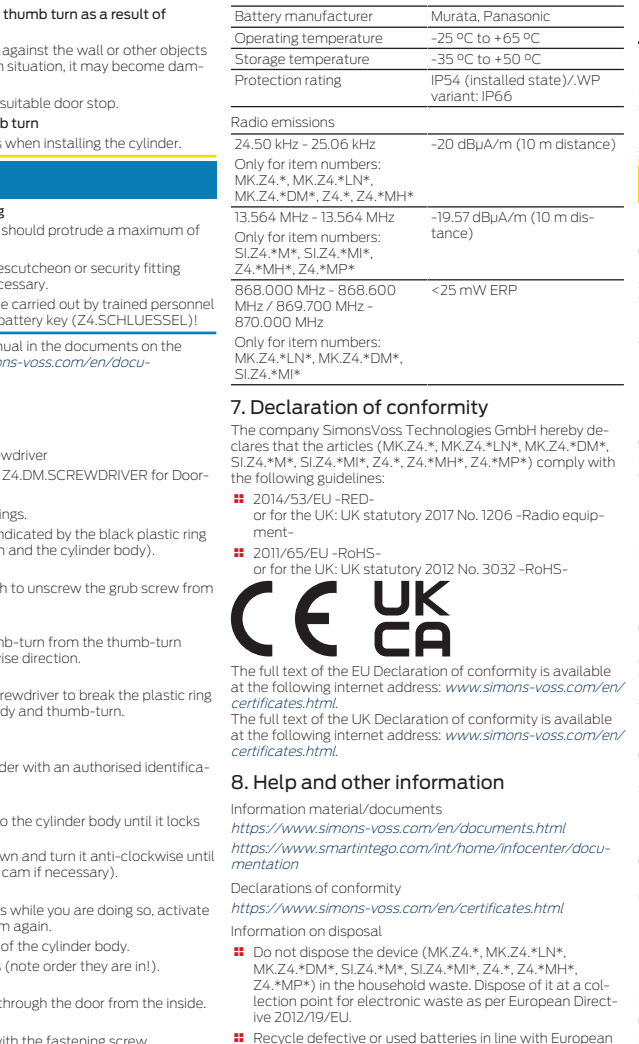 thumb turn as a result of
against the wall or other objects
n situation, it may become dam-
suitable door stop.
b turn
s when installing the cylinder.
g
should protrude a maximum of
escutcheon or security fitting
cessary.
e carried out by trained personnel
battery key (Z4.SCHLUESSEL)!
nual in the documents on the
ns-voss.com/en/docu-
wdriver
Z4.DM.SCREWDRIVER for Door-
ings.
ndicated by the black plastic ring
n and the cylinder body).
h to unscrew the grub screw from
mb-turn from the thumb-turn
vise direction.
rewdriver to break the plastic ring
dy and thumb-turn.
der with an authorised identifica-
o the cylinder body until it locks
wn and turn it anti-clockwise until
cam if necessary).
s while you are doing so, activate
m again.
of the cylinder body.
s (note order they are in!).
through the door from the inside.
with the fastening screw
Battery manufacturer Murata, Panasonic
Operating temperature -25 ºC to +65 ºC
Storage temperature -35 ºC to +50 ºC
Protection rating IP54 (installed state)/.WP
variant: IP66
Radio emissions
24.50 kHz - 25.06 kHz -20 dBµA/m (10 m distance)
Only for item numbers:
MK.Z4.*, MK.Z4.*LN*,
MK.Z4.*DM*, Z4.*, Z4.*MH*
13.564 MHz - 13.564 MHz -19.57 dBµA/m (10 m dis-
tance)
Only for item numbers:
SI.Z4.*M*, SI.Z4.*MI*,
Z4.*MH*, Z4.*MP*
868.000 MHz - 868.600 <25 mW ERP
MHz / 869.700 MHz -
870.000 MHz
Only for item numbers:
MK.Z4.*LN*, MK.Z4.*DM*,
SI.Z4.*MI*
7. Declaration of conformity
The company SimonsVoss Technologies GmbH hereby de-
clares that the articles (MK.Z4.*, MK.Z4.*LN*, MK.Z4.*DM*,
SI.Z4.*M*, SI.Z4.*MI*, Z4.*, Z4.*MH*, Z4.*MP*) comply with
the following guidelines:
2014/53/EU -RED-
or for the UK: UK statutory 2017 No. 1206 -Radio equip-
ment-
2011/65/EU -RoHS-
or for the UK: UK statutory 2012 No. 3032 -RoHS-
CE UK
CA
The full text of the EU Declaration of conformity is available
at the following internet address: www.simons-voss.com/en/
certificates.html.
The full text of the UK Declaration of conformity is available
at the following internet address: www.simons-voss.com/en/
certificates.html.
8. Help and other information
Information material/documents
https://www.simons-voss.com/en/documents.html
https://www.smartintego.com/int/home/infocenter/docu-
mentation
Declarations of conformity
https://www.simons-voss.com/en/certificates.html
Information on disposal
Do not dispose the device (MK.Z4.*, MK.Z4.*LN*,
MK.Z4.*DM*, SI.Z4.*M*, SI.Z4.*MI*, Z4.*, Z4.*MH*,
Z4.*MP*) in the household waste. Dispose of it at a col-
lection point for electronic waste as per European Direct-
ive 2012/19/EU.
Recycle defective or used batteries in line with European